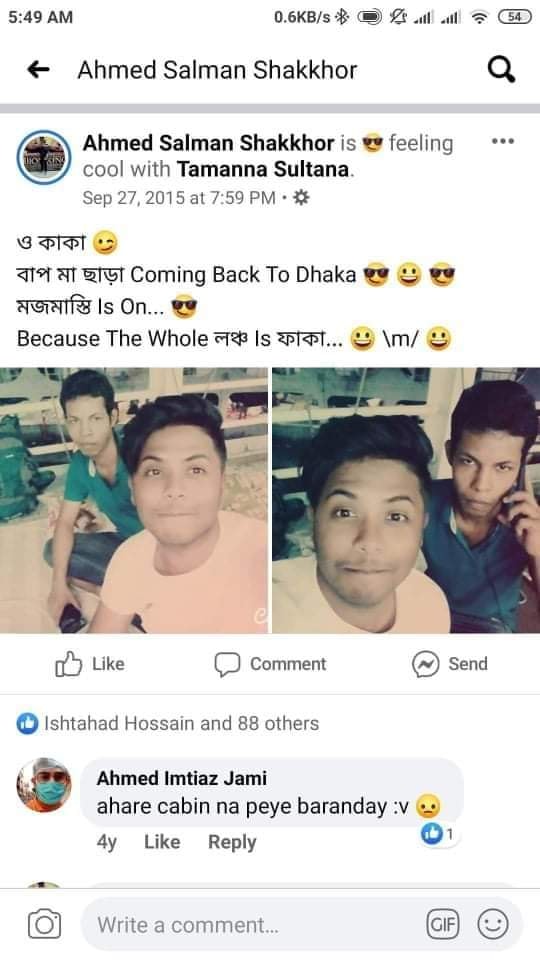 5:49 AM 0.6KB/s 54
Ahmed Salman Shakkhor
Ahmed Salman Shakkhor is 😎 feeling
cool with Tamanna Sultana.
Sep 27, 2015 at 7:59 PM •
ও কাকা 😉
বাপ মা ছাড়া Coming Back To Dhaka 😎 😃 😎
মজমাস্তি Is On... 😎
Because The Whole লঞ্চ Is ফাকা... 😃 \m/ 😃
Like Comment Send
Ishtahad Hossain and 88 others
Ahmed Imtiaz Jami
ahare cabin na peye baranday :v 😞
4y Like Reply 1
Write a comment... GIF